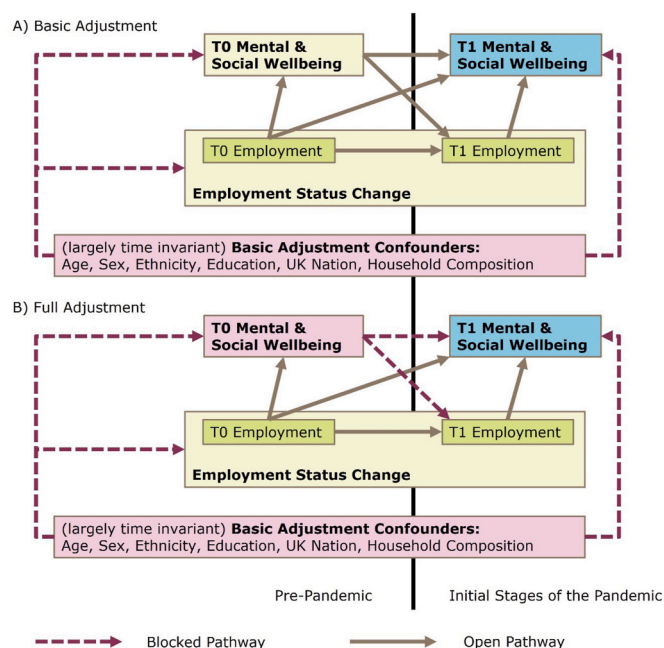 A) Basic Adjustment
T0 Mental &
Social Wellbeing
T1 Mental &
Social Wellbeing
T0 Employment
T1 Employment
Employment Status Change
(largely time invariant) Basic Adjustment Confounders:
Age, Sex, Ethnicity, Education, UK Nation, Household Composition
B) Full Adjustment
T0 Mental &
Social Wellbeing
T1 Mental &
Social Wellbeing
T0 Employment
T1 Employment
Employment Status Change
(largely time invariant) Basic Adjustment Confounders:
Age, Sex, Ethnicity, Education, UK Nation, Household Composition
Pre-Pandemic
Initial Stages of the Pandemic
Blocked Pathway
Open Pathway